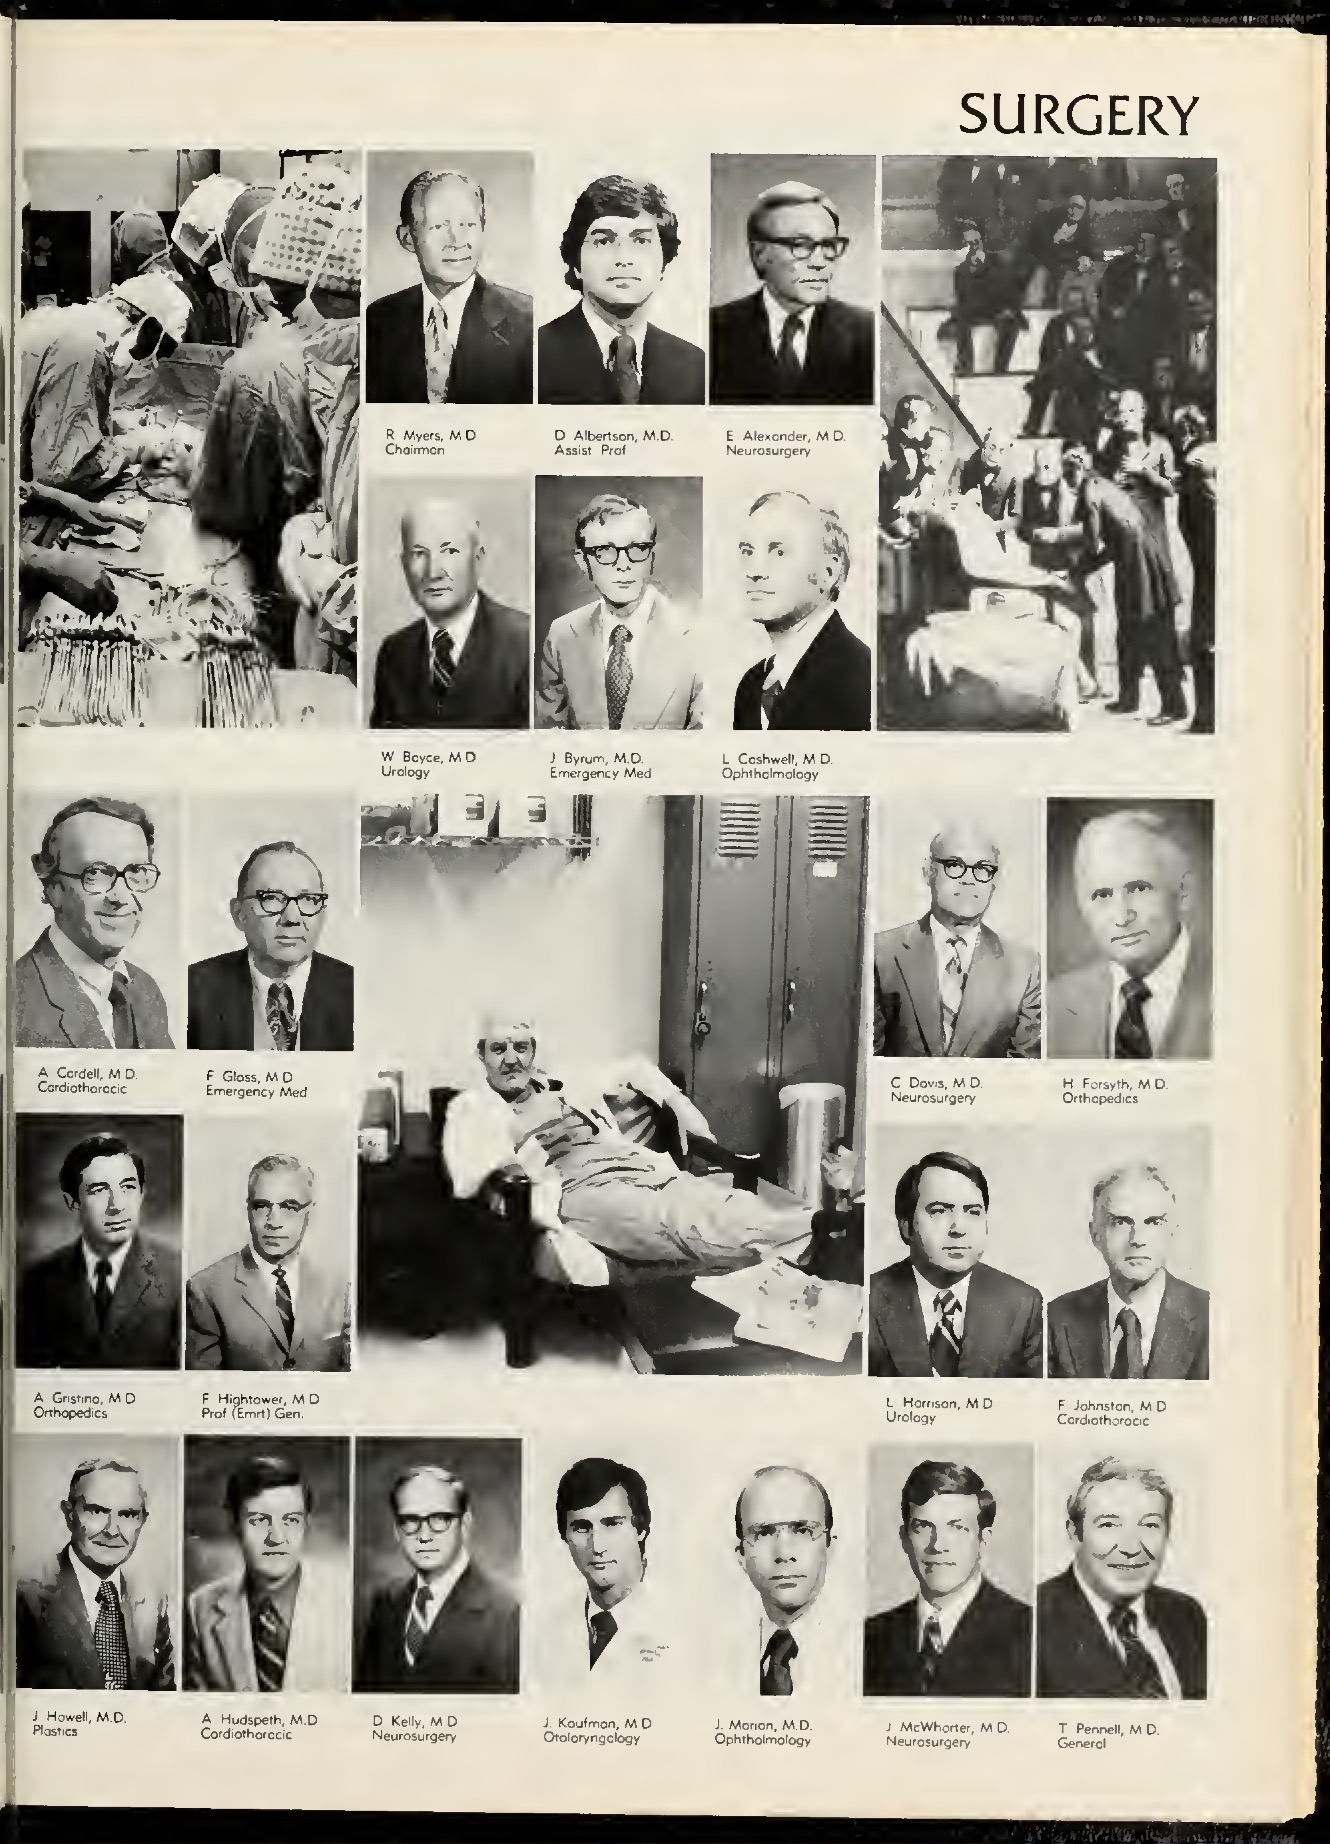 SURGERY
R Myers, M D
Chairman
D Albertson, M.D.
Assist Prof
E Alexander, M D.
Neurosurgery
W Boyce, M D
Urology
J Byrum, M.D.
Emergency Med
L Cashwell, M D.
Ophthalmology
A Cordell, M D.
Cardiothoracic
F Glass, M D
Emergency Med
C Davis, M D.
Neurosurgery
H Forsyth, M D.
Orthopedics
A Gristina, M D
Orthopedics
F Hightower, M D
Prof (Emrt) Gen.
L Harrison, M D
Urology
F Johnston, M D
Cardiothoracic
J Howell, M.D.
Plastics
A Hudspeth, M.D
Cardiothoracic
D Kelly, M D
Neurosurgery
J. Kaufman, M D
Otolaryngology
J. Marion, M.D.
Ophthalmology
J McWhorter, M D.
Neurosurgery
T Pennell, M D.
General